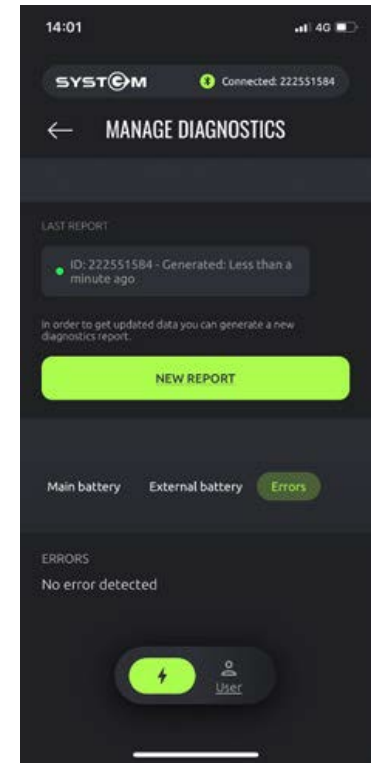 14:01
4G
SYSTEM
Connected: 222551584
MANAGE DIAGNOSTICS
LAST REPORT
ID: 222551584 - Generated: Less than a
minute ago
In order to get updated data you can generate a new
diagnostics report.
NEW REPORT
Main battery
External battery
Errors
ERRORS
No error detected
User